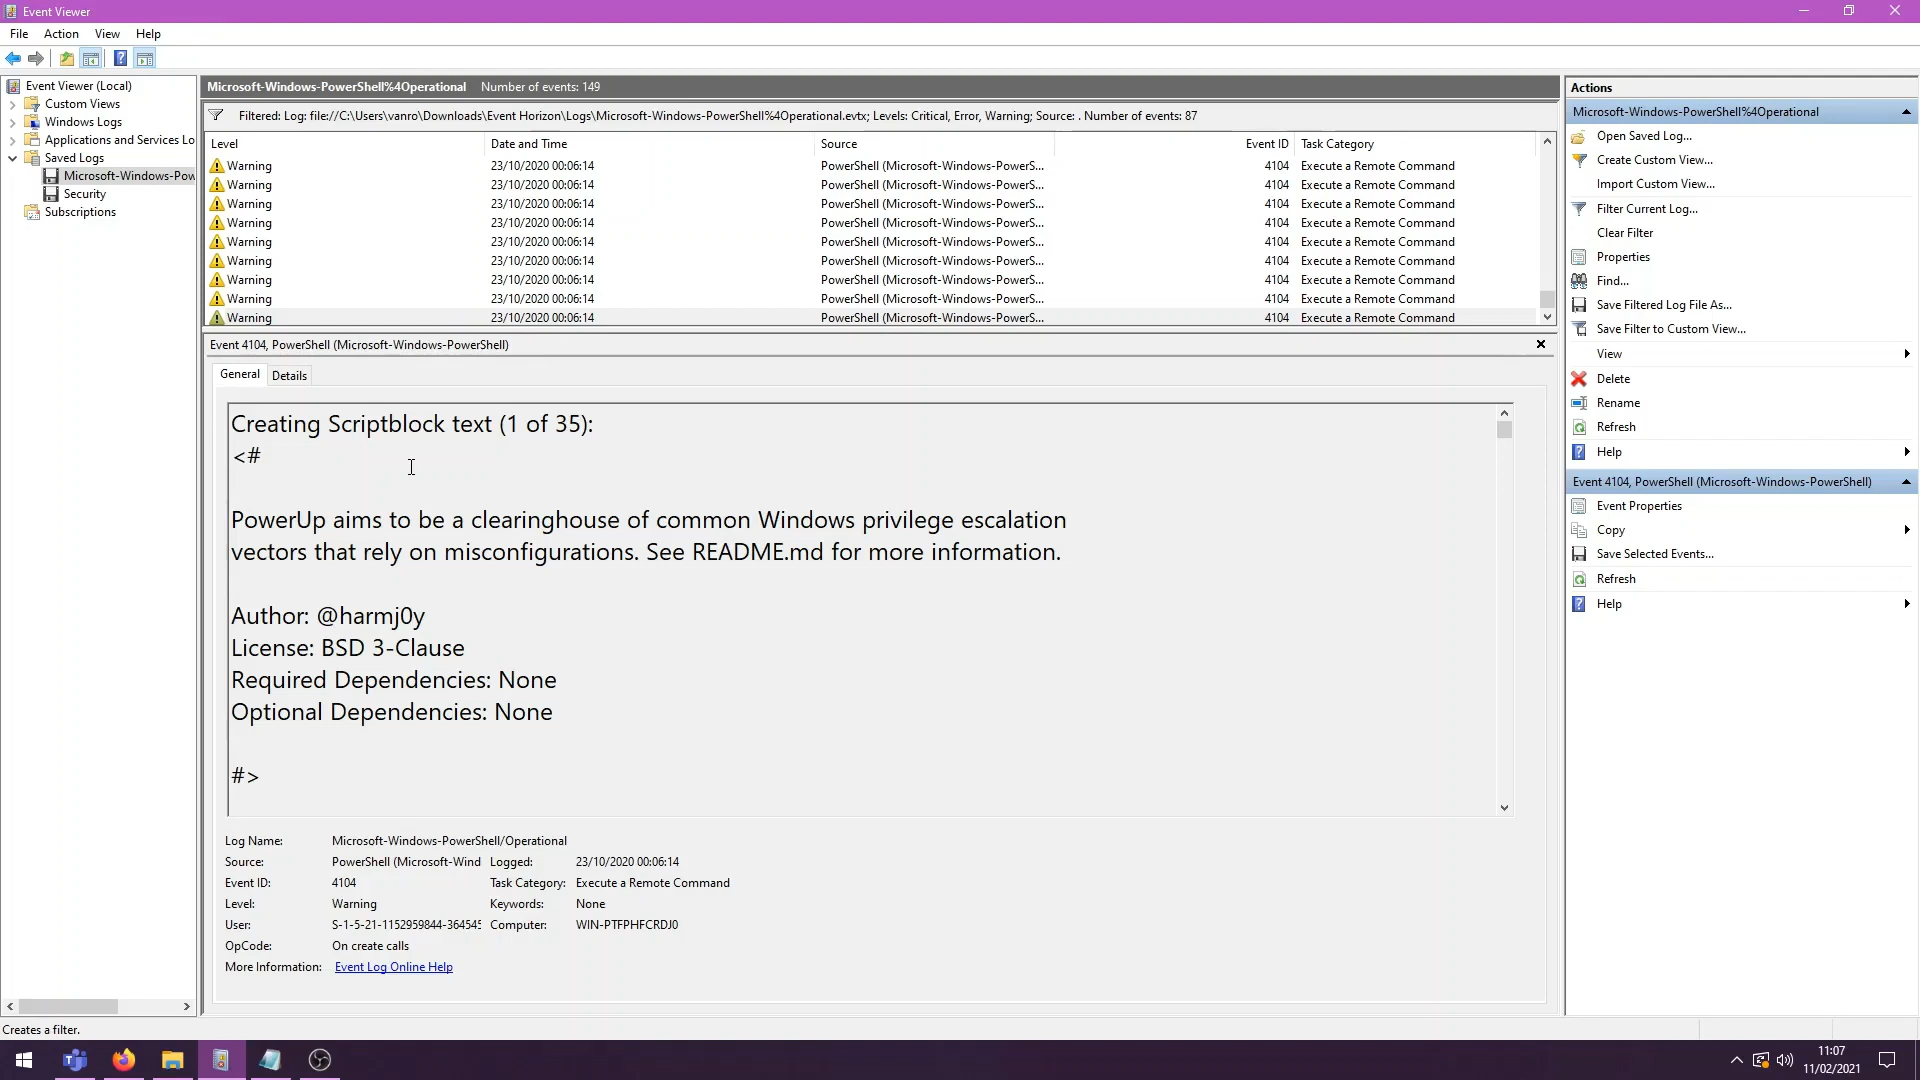 Event Viewer
File Action View Help
Event Viewer (Local)
Custom Views
Windows Logs
Applications and Services Lo
Saved Logs
Microsoft-Windows-Pow
Security
Subscriptions
Microsoft-Windows-PowerShell%4Operational Number of events: 149
Filtered: Log: file://C:\Users\vanro\Downloads\Event Horizon\Logs\Microsoft-Windows-PowerShell%4Operational.evtx; Levels: Critical, Error, Warning; Source: . Number of events: 87
Level Date and Time Source Event ID Task Category
Warning 23/10/2020 00:06:14 PowerShell (Microsoft-Windows-PowerS... 4104 Execute a Remote Command
Warning 23/10/2020 00:06:14 PowerShell (Microsoft-Windows-PowerS... 4104 Execute a Remote Command
Warning 23/10/2020 00:06:14 PowerShell (Microsoft-Windows-PowerS... 4104 Execute a Remote Command
Warning 23/10/2020 00:06:14 PowerShell (Microsoft-Windows-PowerS... 4104 Execute a Remote Command
Warning 23/10/2020 00:06:14 PowerShell (Microsoft-Windows-PowerS... 4104 Execute a Remote Command
Warning 23/10/2020 00:06:14 PowerShell (Microsoft-Windows-PowerS... 4104 Execute a Remote Command
Warning 23/10/2020 00:06:14 PowerShell (Microsoft-Windows-PowerS... 4104 Execute a Remote Command
Warning 23/10/2020 00:06:14 PowerShell (Microsoft-Windows-PowerS... 4104 Execute a Remote Command
Warning 23/10/2020 00:06:14 PowerShell (Microsoft-Windows-PowerS... 4104 Execute a Remote Command
Event 4104, PowerShell (Microsoft-Windows-PowerShell)
General Details
Creating Scriptblock text (1 of 35):
<#
PowerUp aims to be a clearinghouse of common Windows privilege escalation
vectors that rely on misconfigurations. See README.md for more information.
Author: @harmj0y
License: BSD 3-Clause
Required Dependencies: None
Optional Dependencies: None
#>
Log Name: Microsoft-Windows-PowerShell/Operational
Source: PowerShell (Microsoft-Wind Logged: 23/10/2020 00:06:14
Event ID: 4104 Task Category: Execute a Remote Command
Level: Warning Keywords: None
User: S-1-5-21-1152959844-364545 Computer: WIN-PTFPHFCRDJ0
OpCode: On create calls
More Information: Event Log Online Help
Actions
Microsoft-Windows-PowerShell%4Operational
Open Saved Log...
Create Custom View...
Import Custom View...
Filter Current Log...
Clear Filter
Properties
Find...
Save Filtered Log File As...
Save Filter to Custom View...
View
Delete
Rename
Refresh
Help
Event 4104, PowerShell (Microsoft-Windows-PowerShell)
Event Properties
Copy
Save Selected Events...
Refresh
Help
Creates a filter.
11:07
11/02/2021